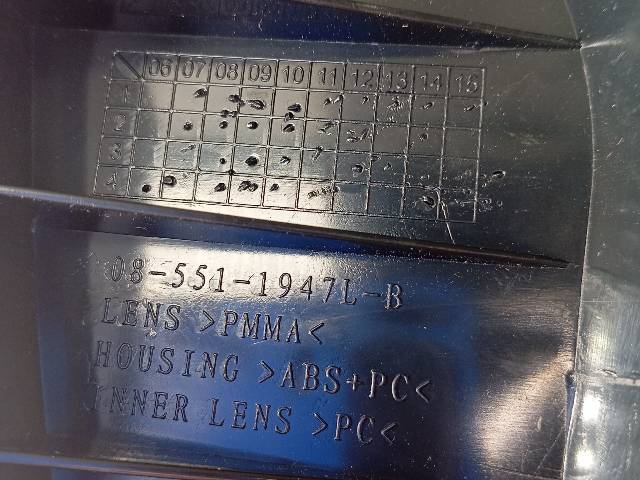 06 07 08 09 10 11 12 13 14 15
1
2
3
4
08-551-1947L-B
LENS >PMMA<
HOUSING >ABS+PC<
INNER LENS >PC<